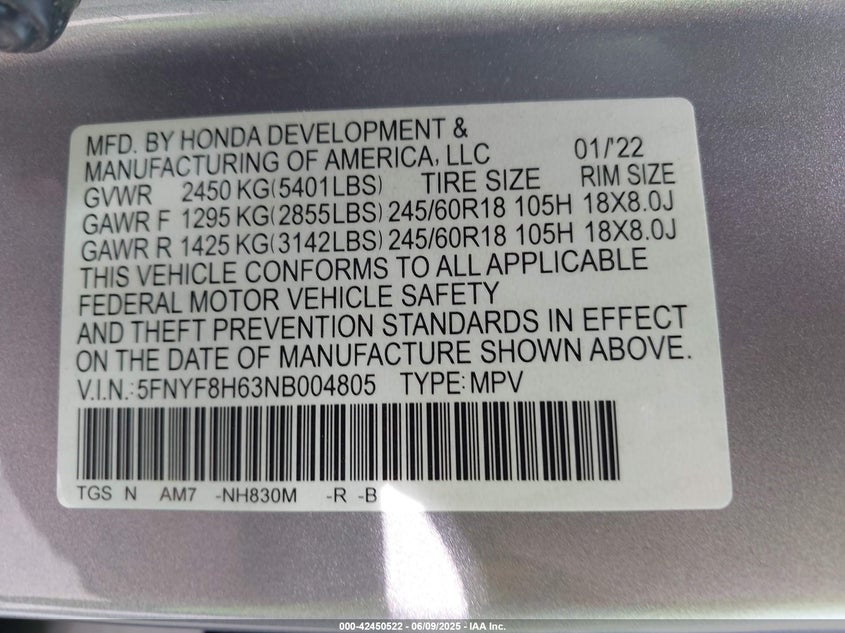 MFD. BY HONDA DEVELOPMENT &
MANUFACTURING OF AMERICA, LLC 01/'22
GVWR 2450 KG(5401LBS) TIRE SIZE RIM SIZE
GAWR F 1295 KG(2855LBS) 245/60R18 105H 18X8.0J
GAWR R 1425 KG(3142LBS) 245/60R18 105H 18X8.0J
THIS VEHICLE CONFORMS TO ALL APPLICABLE
FEDERAL MOTOR VEHICLE SAFETY
AND THEFT PREVENTION STANDARDS IN EFFECT
ON THE DATE OF MANUFACTURE SHOWN ABOVE.
V.I.N.:5FNYF8H63NB004805 TYPE:MPV
TGS N AM7 -NH830M -R -B
000-42450522 - 06/09/2025 - IAA Inc.